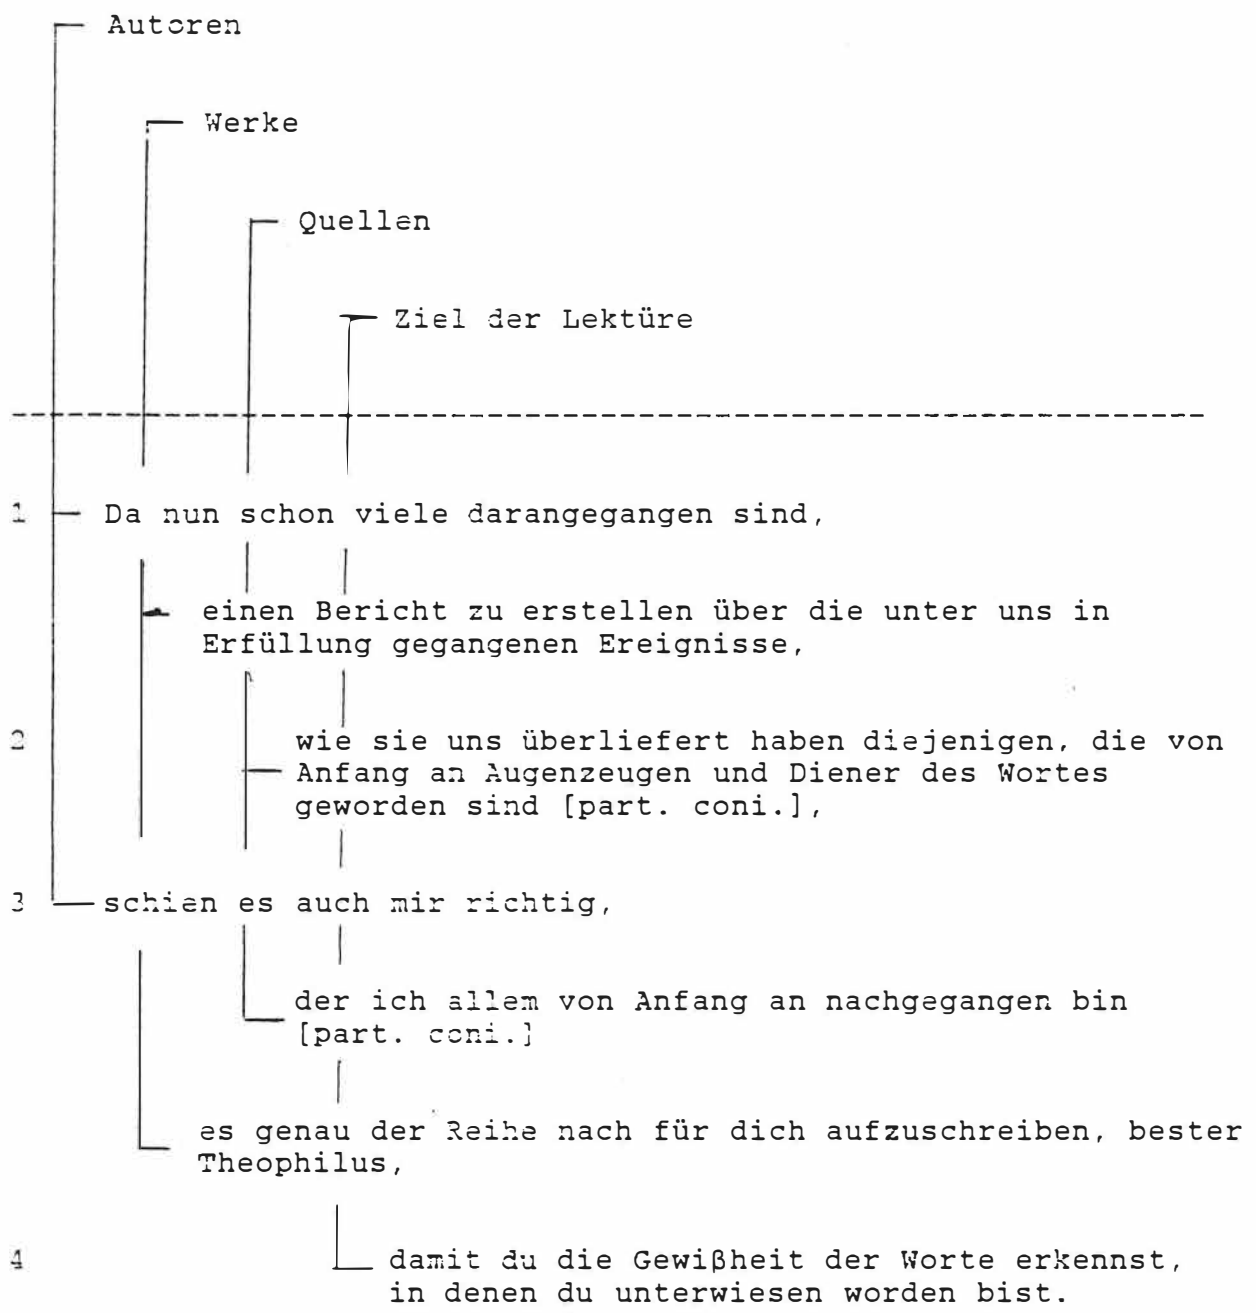 Autoren
Werke
Quellen
Ziel der Lektüre
1 Da nun schon viele darangegangen sind,
einen Bericht zu erstellen über die unter uns in
Erfüllung gegangenen Ereignisse,
2 wie sie uns überliefert haben diejenigen, die von
Anfang an Augenzeugen und Diener des Wortes
geworden sind [part. coni.],
3 schien es auch mir richtig,
der ich allem von Anfang an nachgegangen bin
[part. coni.]
es genau der Reihe nach für dich aufzuschreiben, bester
Theophilus,
4 damit du die Gewißheit der Worte erkennst,
in denen du unterwiesen worden bist.